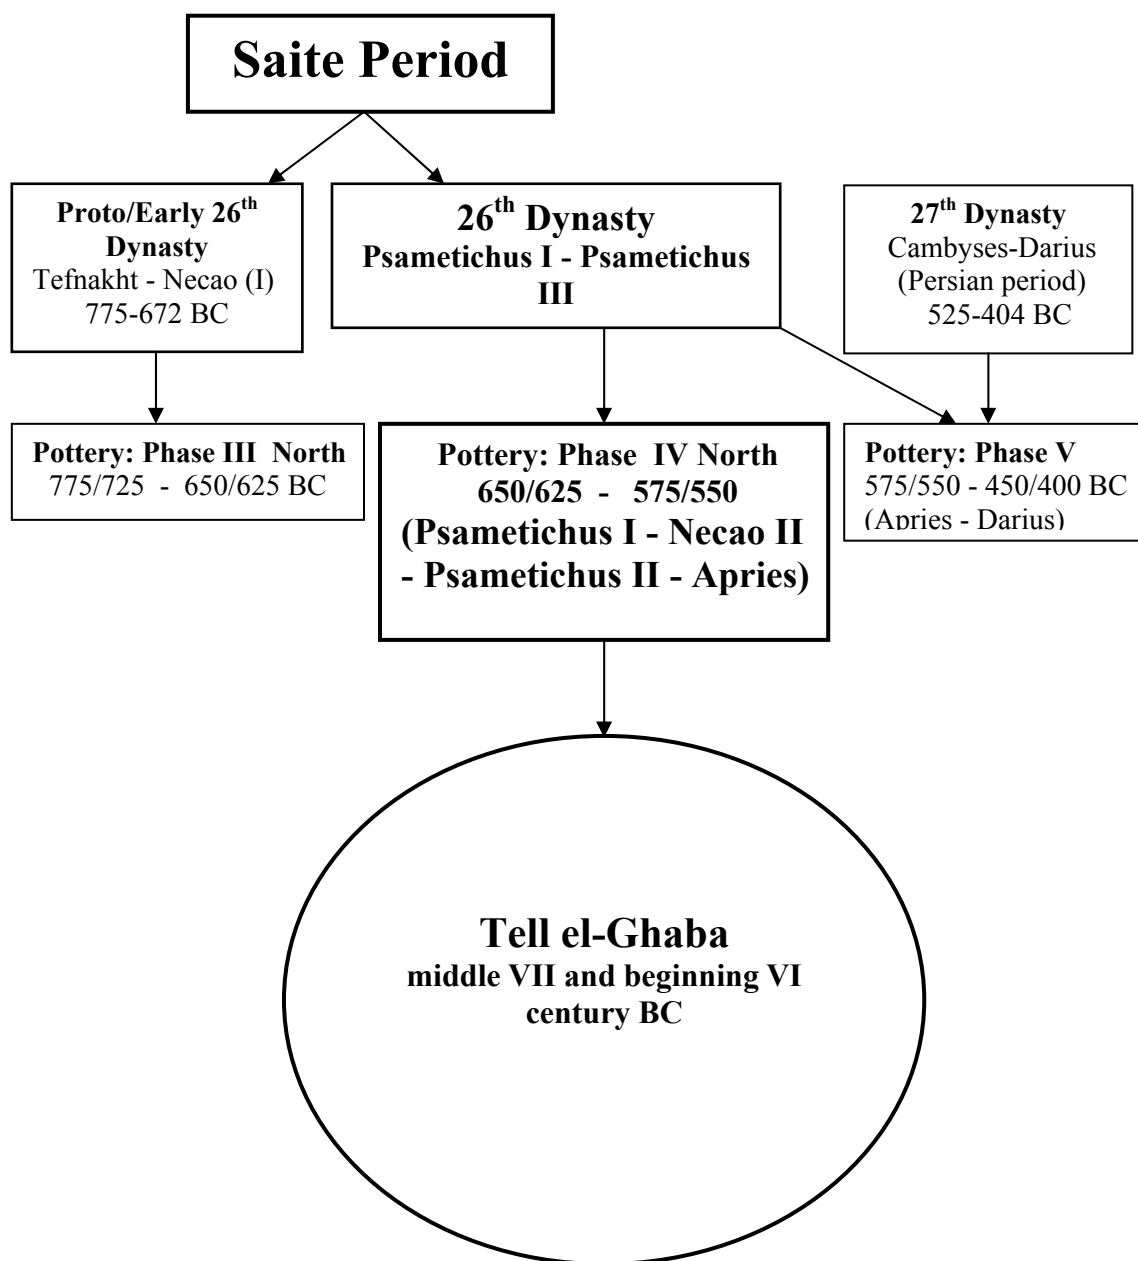 Saite Period
Proto/Early 26th
Dynasty
Tefnakht - Necao (I)
775-672 BC
26th Dynasty
Psametichus I - Psametichus
III
27th Dynasty
Cambyses-Darius
(Persian period)
525-404 BC
Pottery: Phase III North
775/725 - 650/625 BC
Pottery: Phase IV North
650/625 - 575/550
(Psametichus I - Necao II
- Psametichus II - Apries)
Pottery: Phase V
575/550 - 450/400 BC
(Apries - Darius)
Tell el-Ghaba
middle VII and beginning VI
century BC